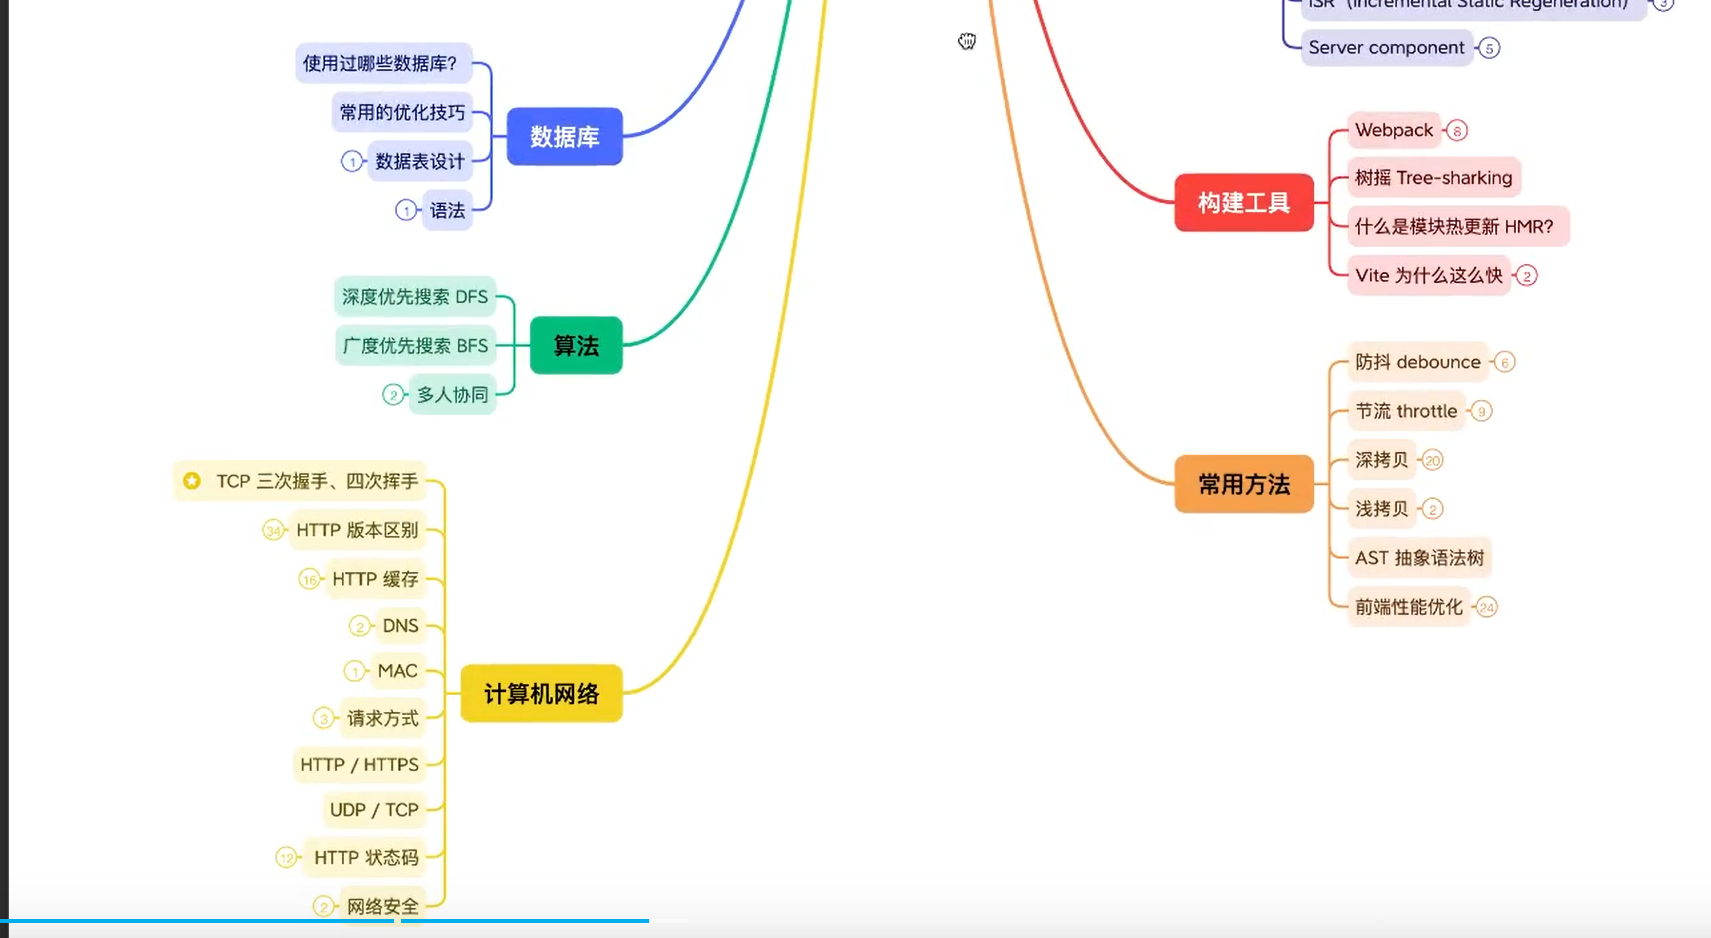 使用过哪些数据库?
常用的优化技巧
① 数据表设计
① 语法
数据库
深度优先搜索 DFS
广度优先搜索 BFS
② 多人协同
算法
TCP 三次握手、四次挥手
34 HTTP 版本区别
16 HTTP 缓存
2 DNS
1 MAC
3 请求方式
HTTP / HTTPS
UDP / TCP
12 HTTP 状态码
2 网络安全
计算机网络
ISR（Incremental Static Regeneration） 3
Server component 5
构建工具
Webpack 8
树摇 Tree-sharking
什么是模块热更新 HMR?
Vite 为什么这么快 2
常用方法
防抖 debounce 6
节流 throttle 9
深拷贝 20
浅拷贝 2
AST 抽象语法树
前端性能优化 24